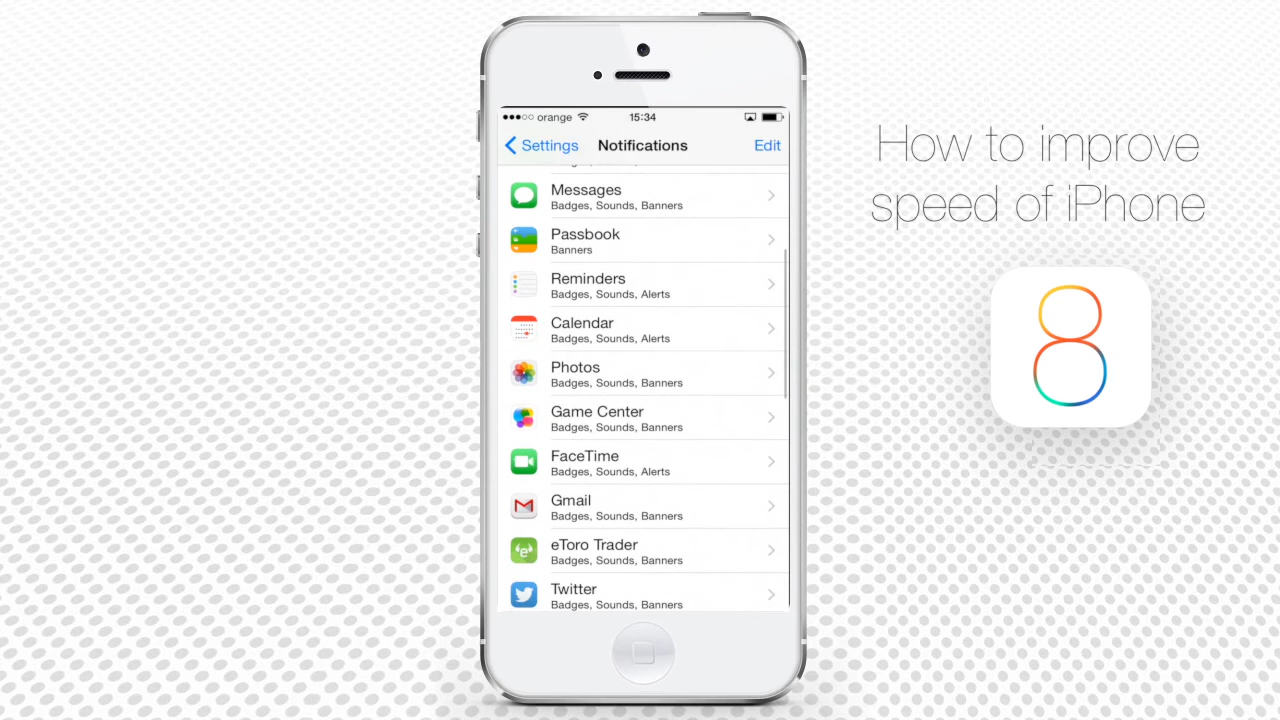 orange 15:34
Settings Notifications Edit
Messages
Badges, Sounds, Banners
Passbook
Banners
Reminders
Badges, Sounds, Alerts
Calendar
Badges, Sounds, Alerts
Photos
Badges, Sounds, Banners
Game Center
Badges, Sounds, Banners
FaceTime
Badges, Sounds, Alerts
Gmail
Badges, Sounds, Banners
eToro Trader
Badges, Sounds, Banners
Twitter
Badges, Sounds, Banners
How to improve
speed of iPhone
8